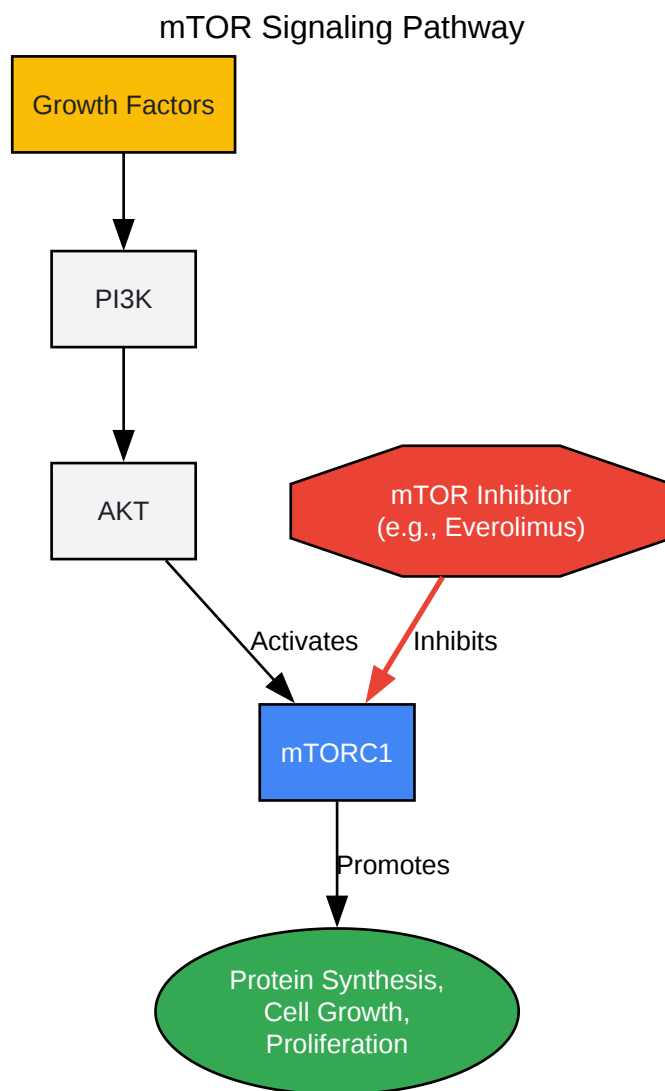 mTOR Signaling Pathway
Growth Factors
PI3K
AKT
mTOR Inhibitor
(e.g., Everolimus)
Activates
Inhibits
mTORC1
Promotes
Protein Synthesis,
Cell Growth,
Proliferation